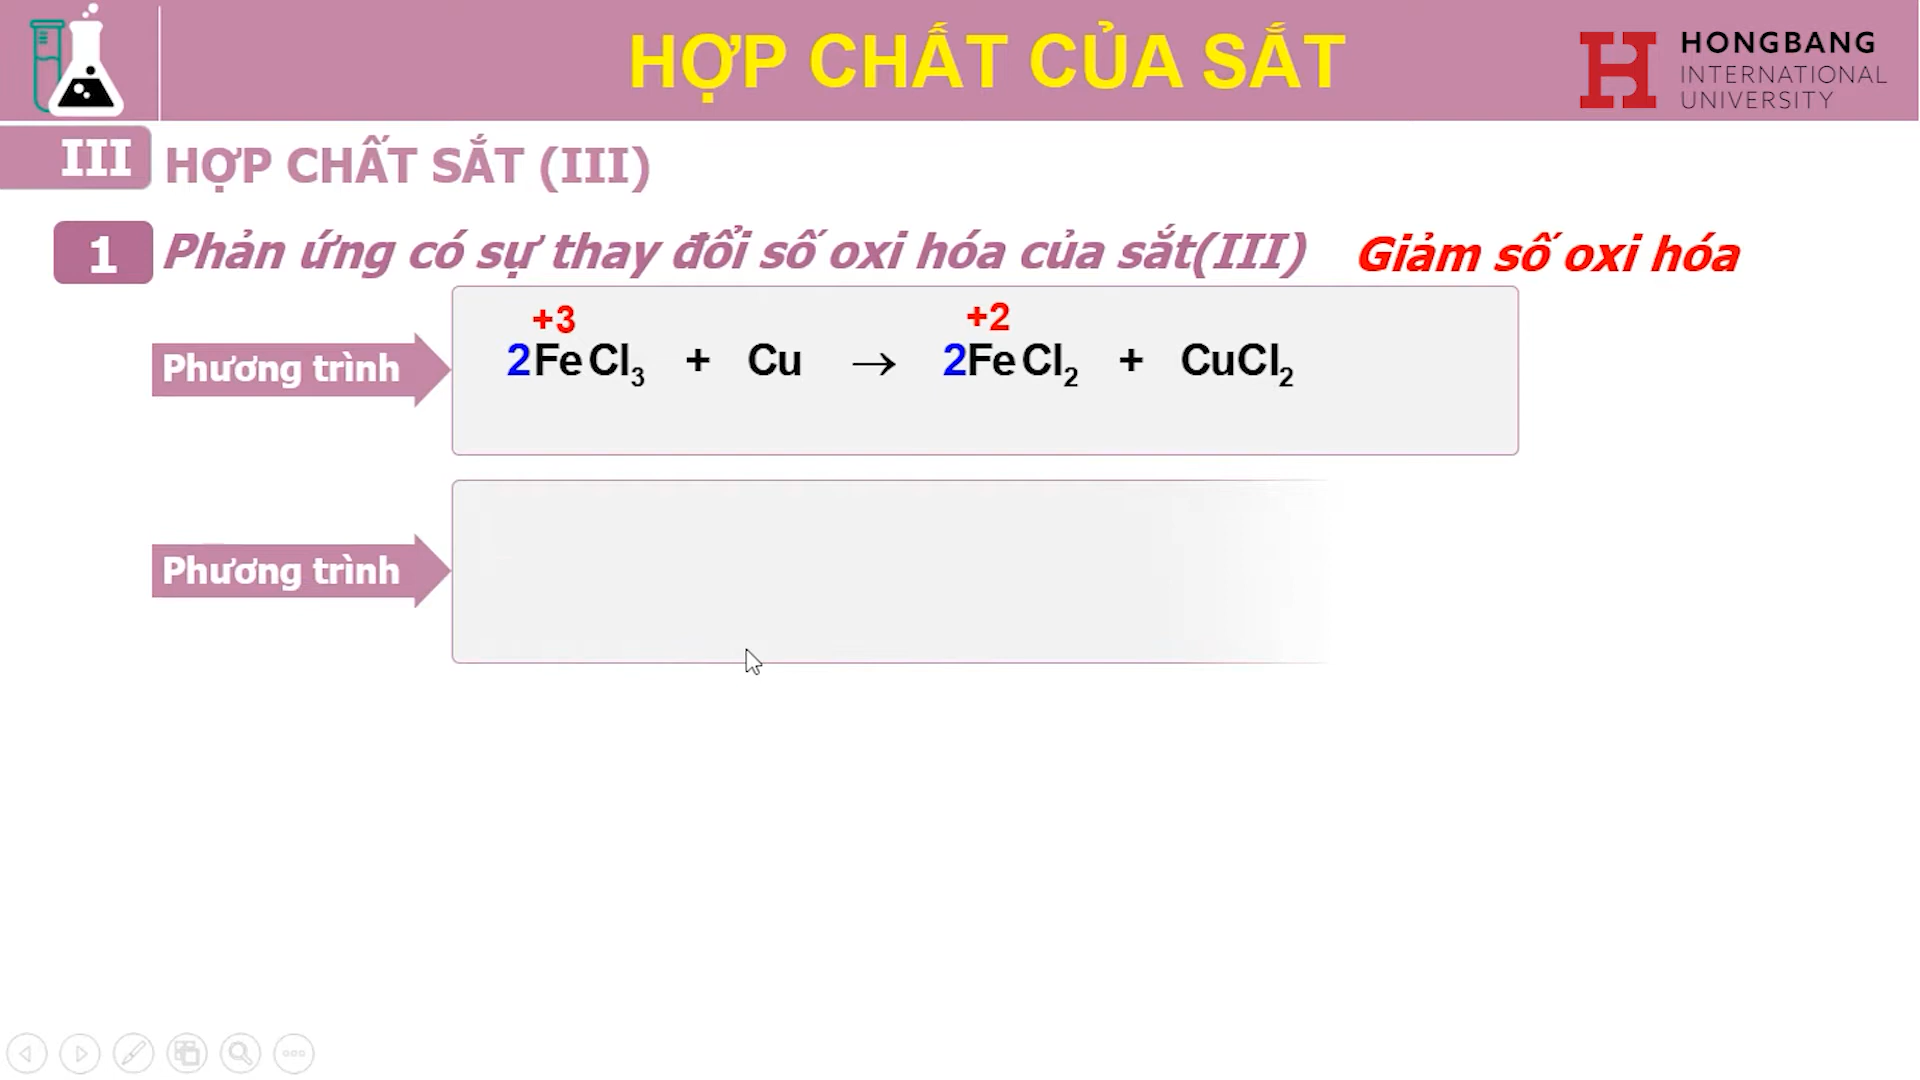 HỢP CHẤT CỦA SẮT
HONGBANG
INTERNATIONAL
UNIVERSITY
III HỢP CHẤT SẮT (III)
1 Phản ứng có sự thay đổi số oxi hóa của sắt(III) Giảm số oxi hóa
+3 +2
Phương trình 2FeCl₃ + Cu → 2FeCl₂ + CuCl₂
Phương trình